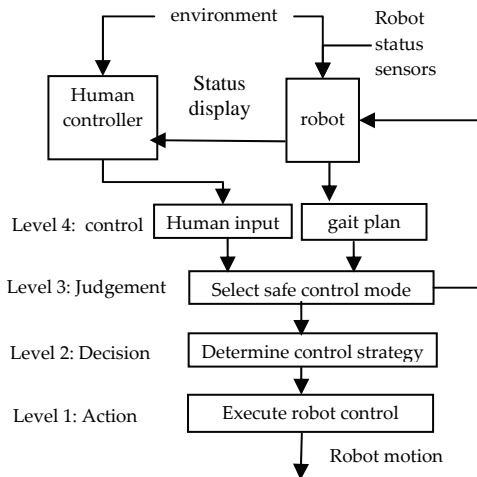 environment
Robot
status
sensors
Human
controller
Status
display
robot
Level 4:  control
Human input
gait plan
Level 3: Judgement
Select safe control mode
Level 2: Decision
Determine control strategy
Level 1: Action
Execute robot control
Robot motion